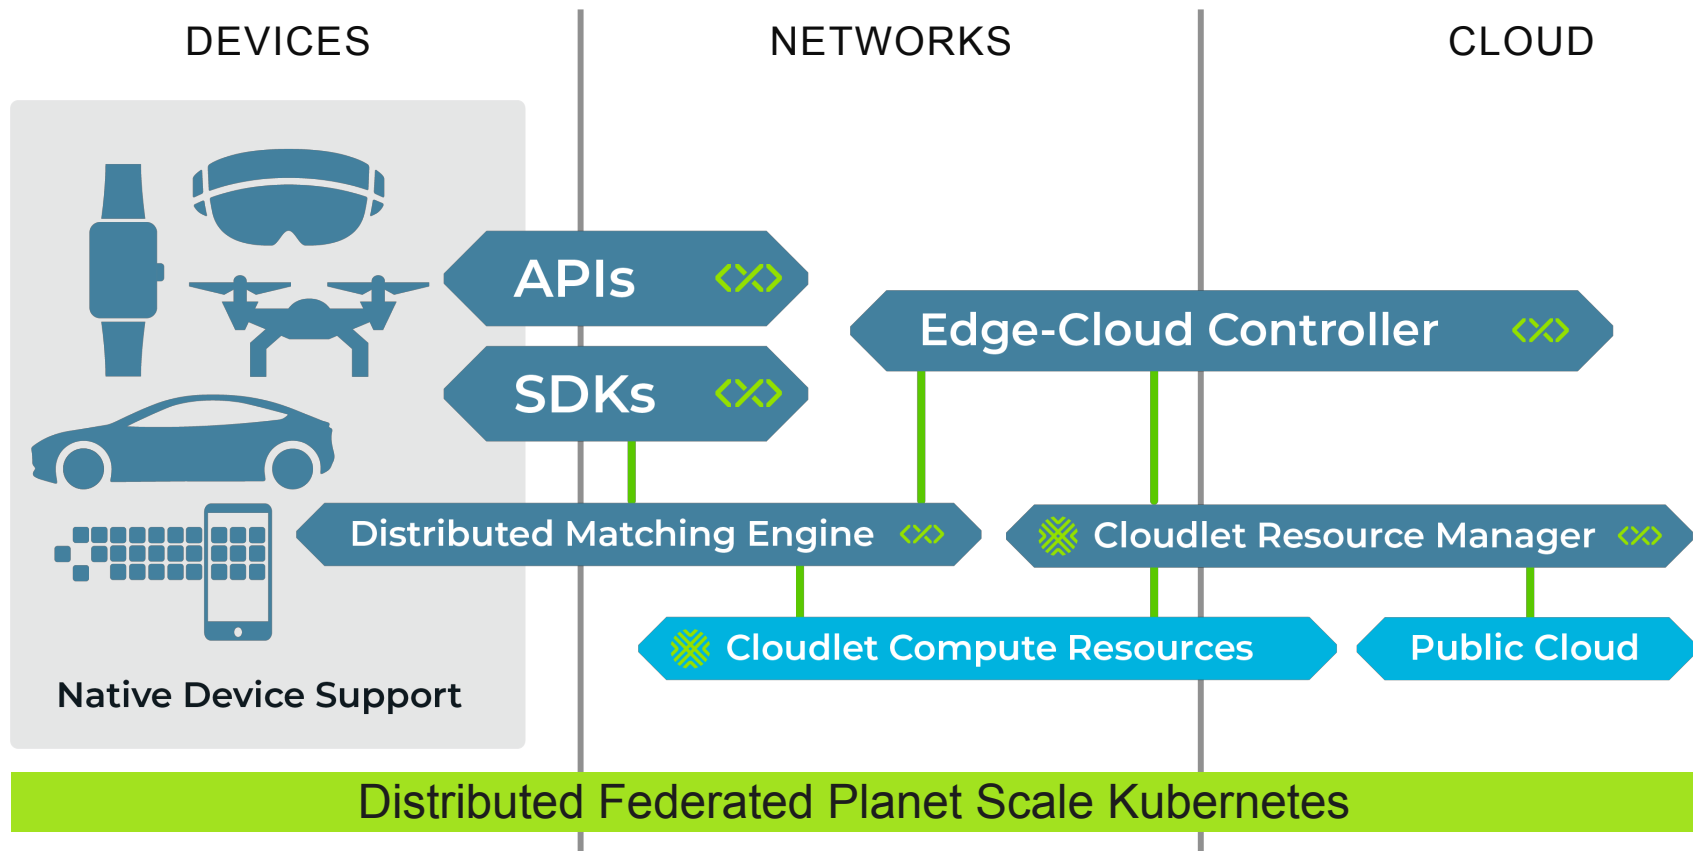 DEVICES
NETWORKS
CLOUD
APIs
Edge-Cloud Controller
SDKs
Distributed Matching Engine
Cloudlet Resource Manager
Cloudlet Compute Resources
Public Cloud
Native Device Support
Distributed Federated Planet Scale Kubernetes